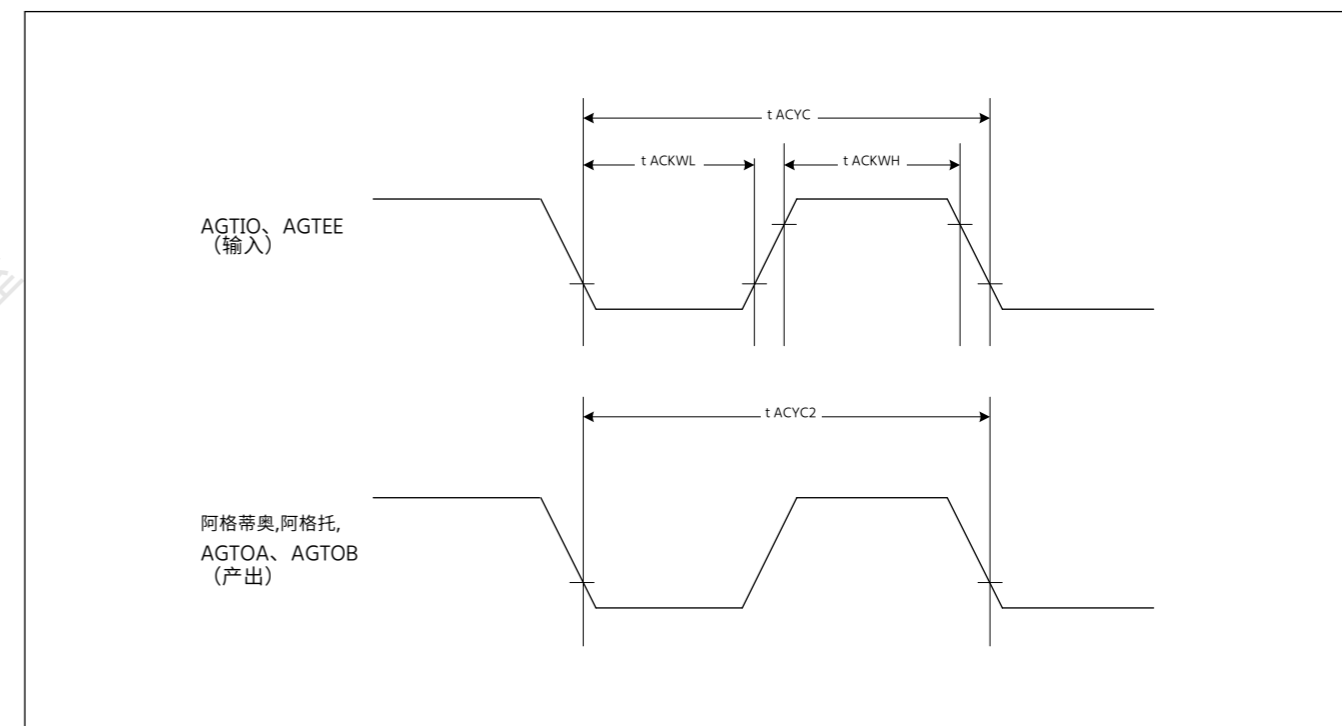 t ACYC
t ACKWL
t ACKWH
AGTIO、AGTEE
（输入）
t ACYC2
阿格蒂奥,阿格托,
AGTOA、AGTOB
（产出）